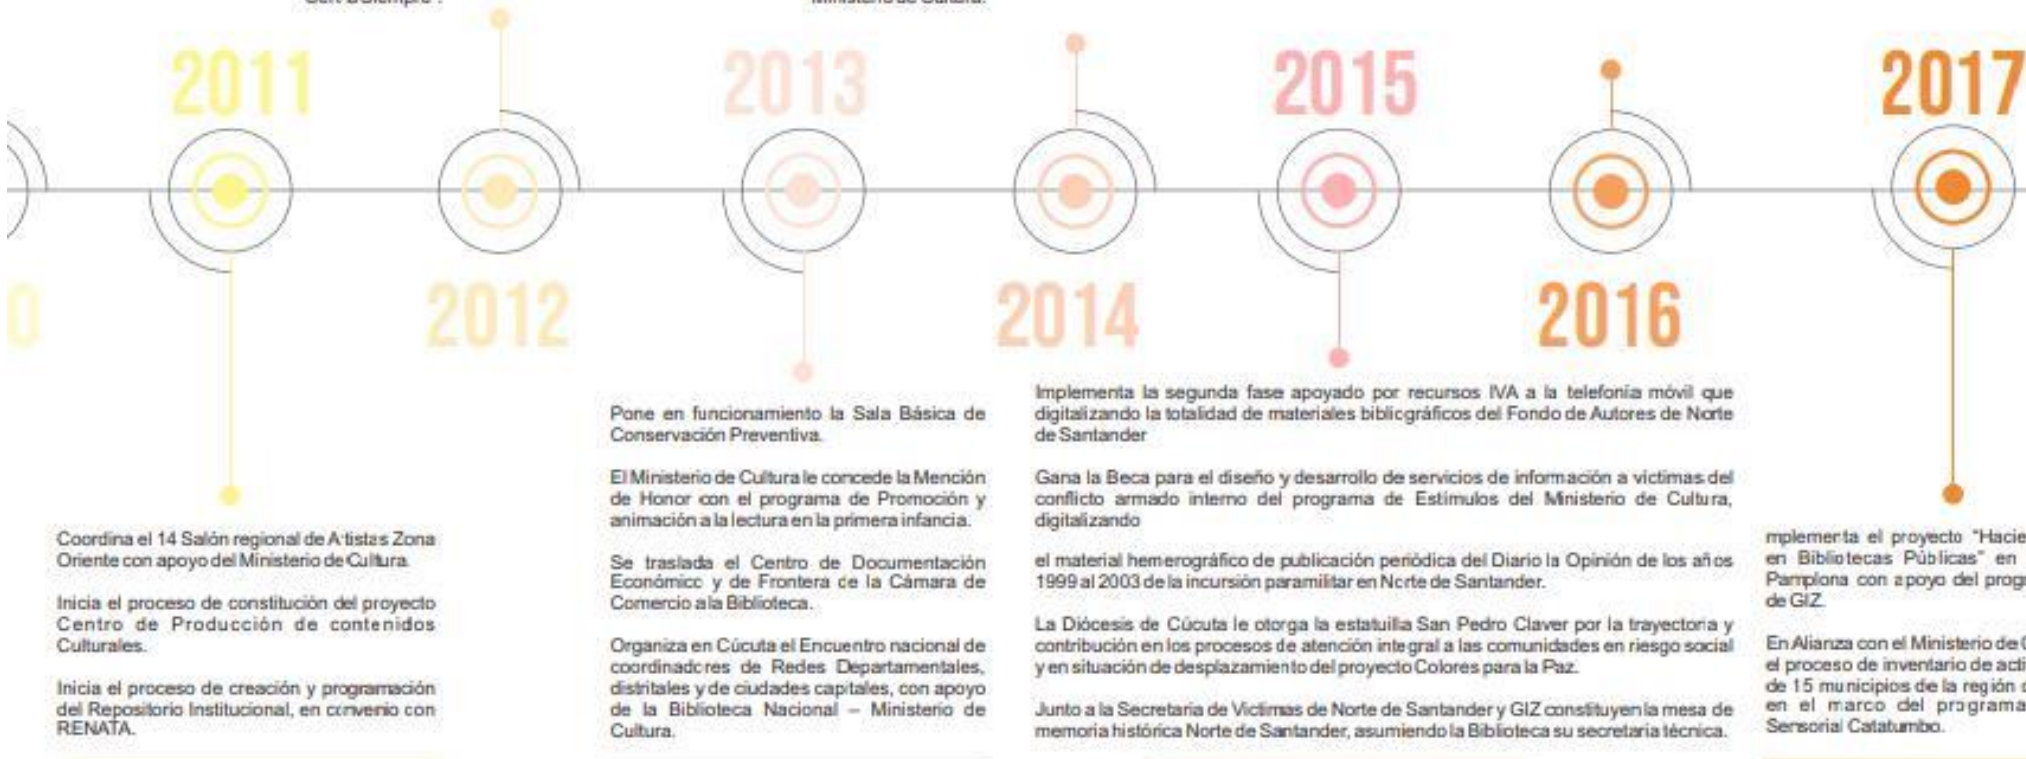 2011
2013
2015
2017
0
2012
2014
2016
Coordina el 14 Salón regional de Artistas Zona
Oriente con apoyo del Ministerio de Cultura.
Inicia el proceso de constitución del proyecto
Centro de Producción de contenidos
Culturales.
Inicia el proceso de creación y programación
del Repositorio Institucional, en convenio con
RENATA.
Pone en funcionamiento la Sala Básica de
Conservación Preventiva.
El Ministerio de Cultura le concede la Mención
de Honor con el programa de Promoción y
animación a la lectura en la primera infancia.
Se traslada el Centro de Documentación
Económico y de Frontera de la Cámara de
Comercio a la Biblioteca.
Organiza en Cúcuta el Encuentro nacional de
coordinadores de Redes Departamentales,
distritales y de ciudades capitales, con apoyo
de la Biblioteca Nacional – Ministerio de
Cultura.
Implementa la segunda fase apoyado por recursos IVA a la telefonía móvil que
digitalizando la totalidad de materiales bibliográficos del Fondo de Autores de Norte
de Santander
Gana la Beca para el diseño y desarrollo de servicios de información a victimas del
conflicto armado interno del programa de Estímulos del Ministerio de Cultura,
digitalizando
el material hemerográfico de publicación periódica del Diario la Opinión de los años
1999 al 2003 de la incursión paramilitar en Norte de Santander.
La Diócesis de Cúcuta le otorga la estatuilla San Pedro Claver por la trayectoria y
contribución en los procesos de atención integral a las comunidades en riesgo social
y en situación de desplazamiento del proyecto Colores para la Paz.
Junto a la Secretaria de Victimas de Norte de Santander y GIZ constituyen la mesa de
memoria histórica Norte de Santander, asumiendo la Biblioteca su secretaria técnica.
mplementa el proyecto "Hacie
en Bibliotecas Públicas" en
Pamplona con apoyo del progr
de GIZ.
En Alianza con el Ministerio de C
el proceso de inventario de acti
de 15 municipios de la región
en el marco del programa
Sensorial Catatumbo.